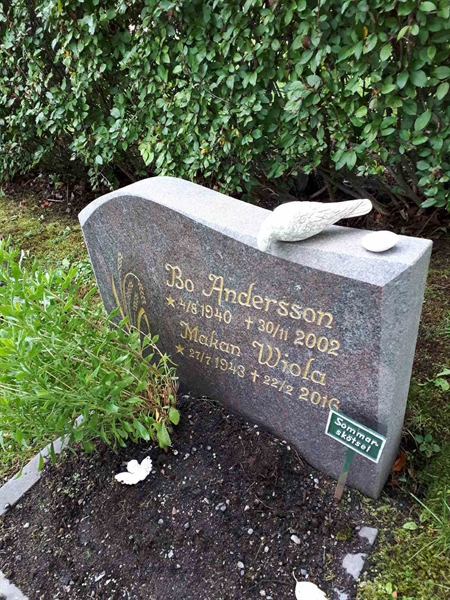 Bo Andersson
* 4/8 1940 † 30/11 2002
Makan Wiola
* 27/7 1943 † 22/2 2016
Sommar
skötsel